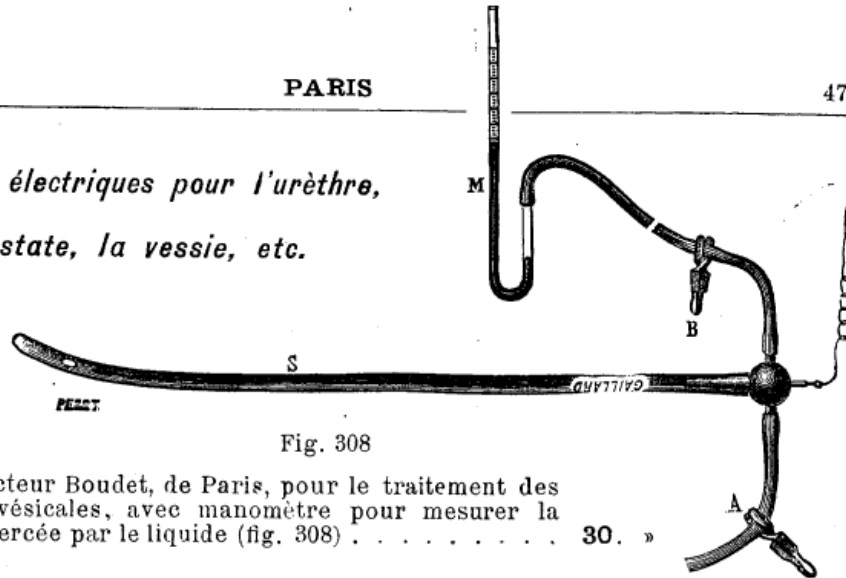 PARIS
47
électriques pour l'urèthre,
state, la vessie, etc.
M
B
S
GAILLARD
PEZZT.
Fig. 308
cteur Boudet, de Paris, pour le traitement des
vésicales, avec manomètre pour mesurer la
ercée par le liquide (fig. 308) . . . . . . . . . . 30. »
A